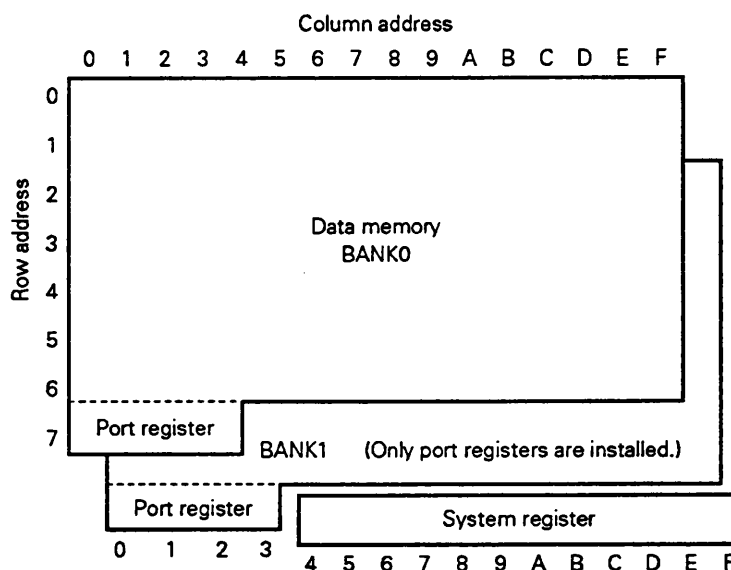 Column address
0 1 2 3 4 5 6 7 8 9 A B C D E F
0
1
2
3
4
5
6
7
Row address
Data memory
BANK0
Port register
BANK1 (Only port registers are installed.)
Port register
System register
0 1 2 3 4 5 6 7 8 9 A B C D E F